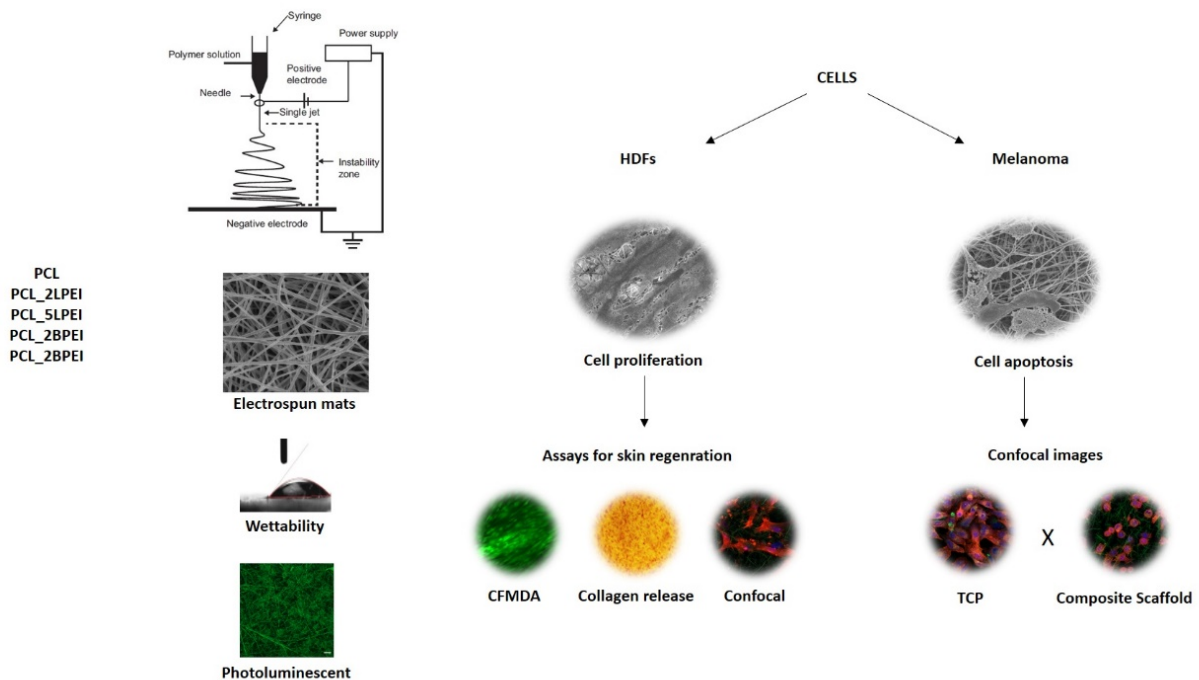 Syringe
Power supply
Polymer solution
Positive
electrode
Needle
Single jet
Instability
zone
Negative electrode
PCL
PCL_2LPEI
PCL_5LPEI
PCL_2BPEI
PCL_2BPEI
Electrospun mats
Wettability
Photoluminescent
CELLS
HDFs
Melanoma
Cell proliferation
Cell apoptosis
Assays for skin regenration
Confocal images
CFMDA
Collagen release
Confocal
TCP
X
Composite Scaffold